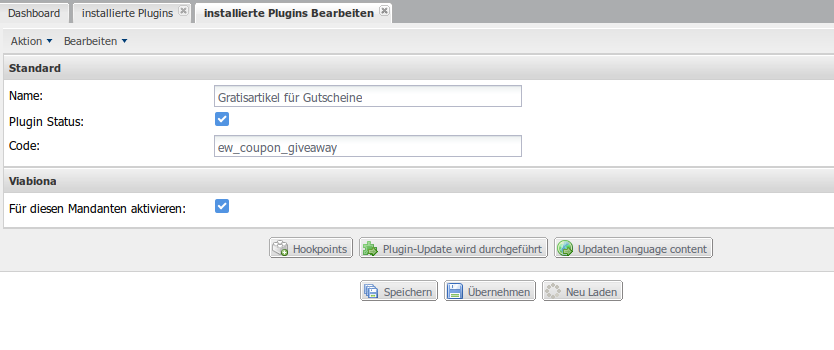 Dashboard installierte Plugins installierte Plugins Bearbeiten
Aktion Bearbeiten
Standard
Name: Gratisartikel für Gutscheine
Plugin Status:
Code: ew_coupon_giveaway
Viabiona
Für diesen Mandanten aktivieren:
Hookpoints Plugin-Update wird durchgeführt Updaten language content
Speichern Übernehmen Neu Laden